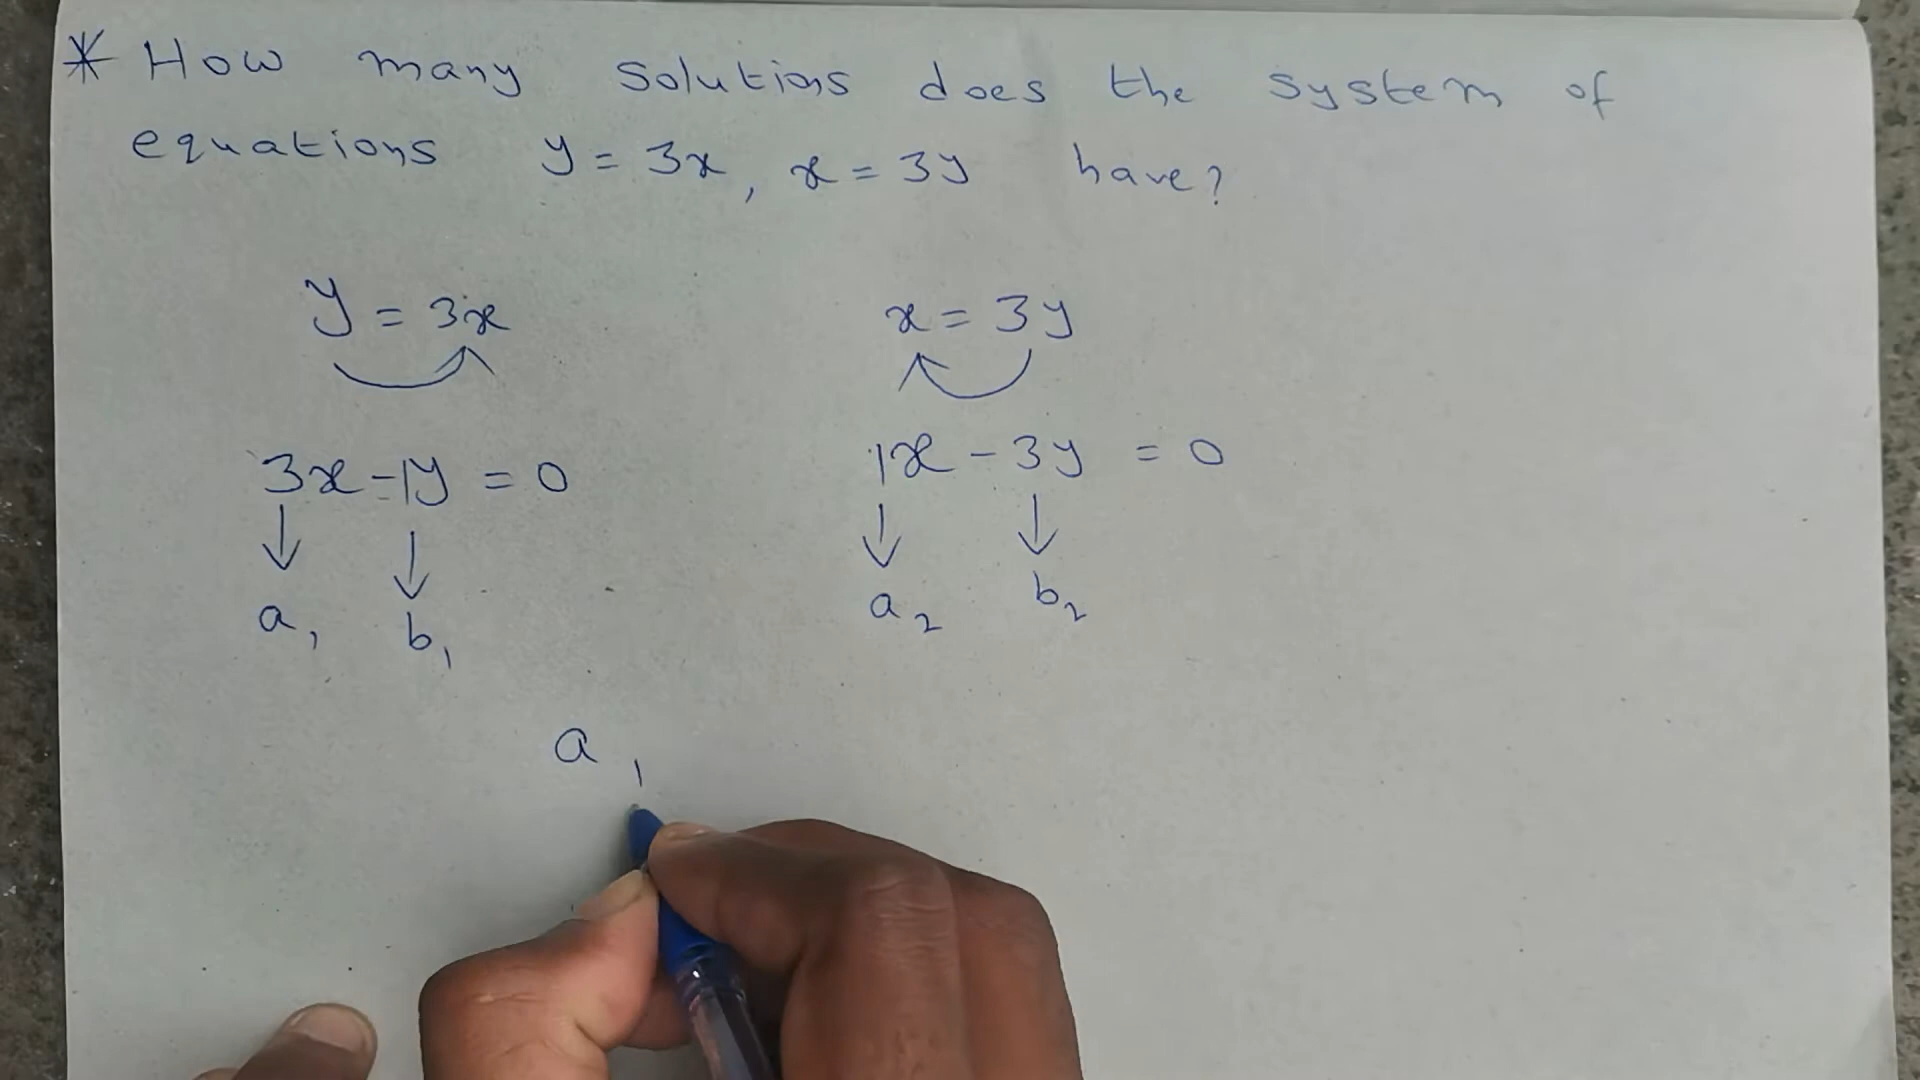 * How many solutions does the system of
equations y = 3x, x = 3y have?
y = 3x
x = 3y
3x - 1y = 0
1x - 3y = 0
a1 b1
a2 b2
a1